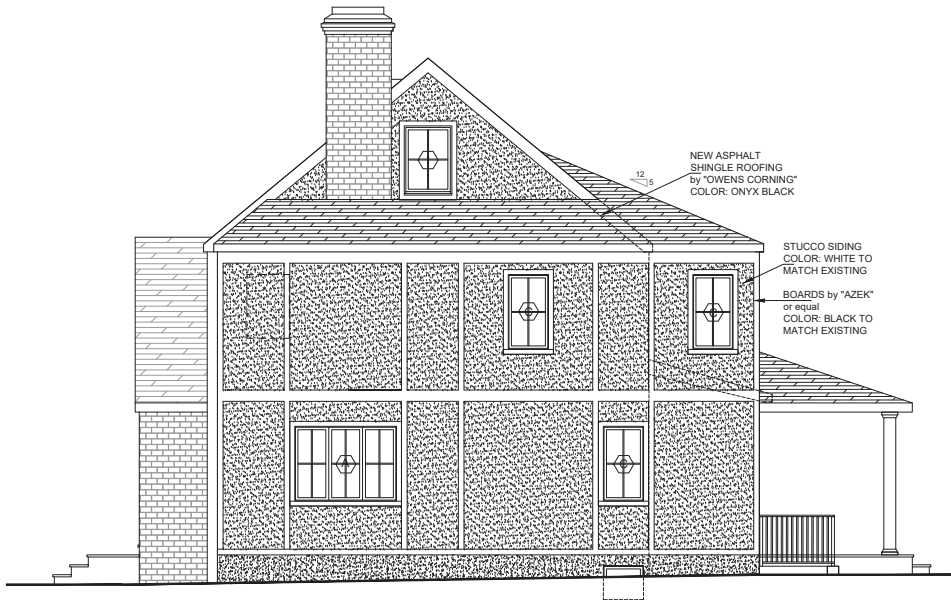 NEW ASPHALT
SHINGLE ROOFING
by "OWENS CORNING"
COLOR: ONYX BLACK
12
5
STUCCO SIDING
COLOR: WHITE TO
MATCH EXISTING
BOARDS by "AZEK"
or equal
COLOR: BLACK TO
MATCH EXISTING
A